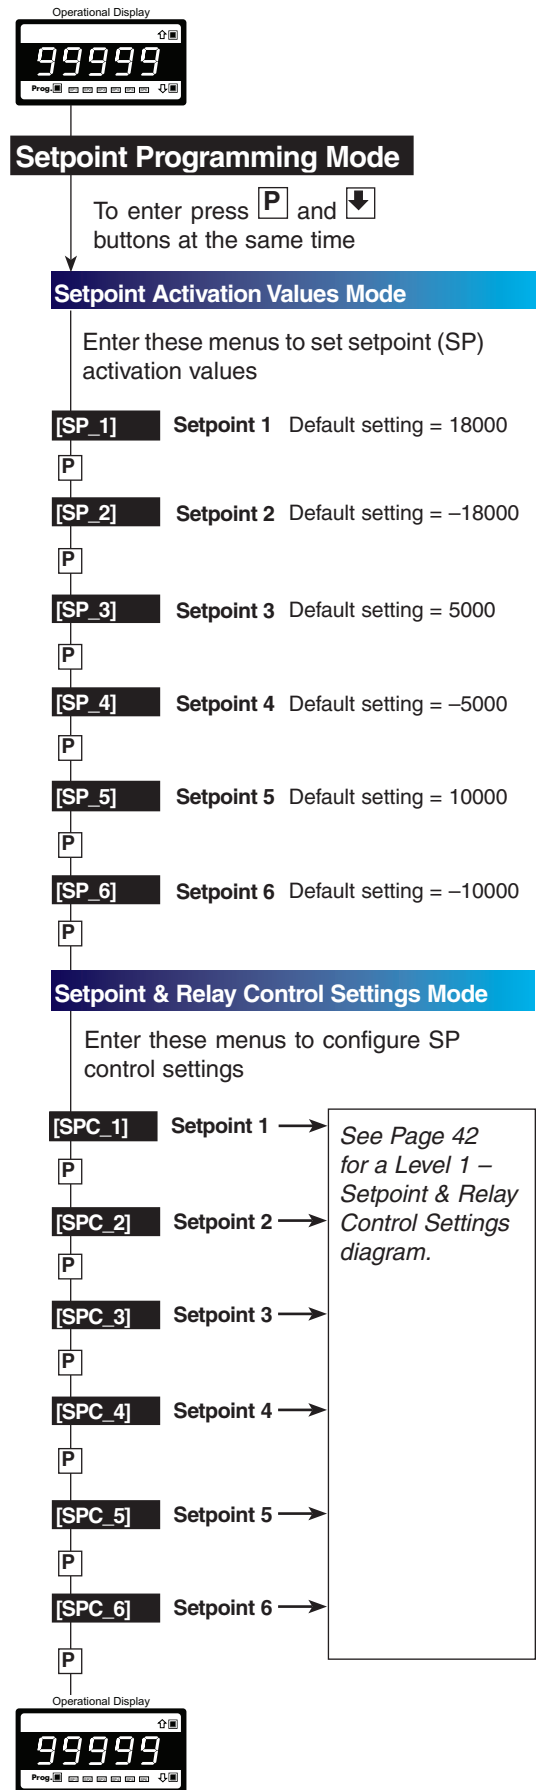 Operational Display
99999
Prog.
Setpoint Programming Mode
To enter press P and
buttons at the same time
Setpoint Activation Values Mode
Enter these menus to set setpoint (SP)
activation values
[SP_1] Setpoint 1 Default setting = 18000
P
[SP_2] Setpoint 2 Default setting = –18000
P
[SP_3] Setpoint 3 Default setting = 5000
P
[SP_4] Setpoint 4 Default setting = –5000
P
[SP_5] Setpoint 5 Default setting = 10000
P
[SP_6] Setpoint 6 Default setting = –10000
P
Setpoint & Relay Control Settings Mode
Enter these menus to configure SP
control settings
[SPC_1] Setpoint 1
See Page 42
for a Level 1 –
Setpoint & Relay
Control Settings
diagram.
P
[SPC_2] Setpoint 2
P
[SPC_3] Setpoint 3
P
[SPC_4] Setpoint 4
P
[SPC_5] Setpoint 5
P
[SPC_6] Setpoint 6
P
Operational Display
99999
Prog.